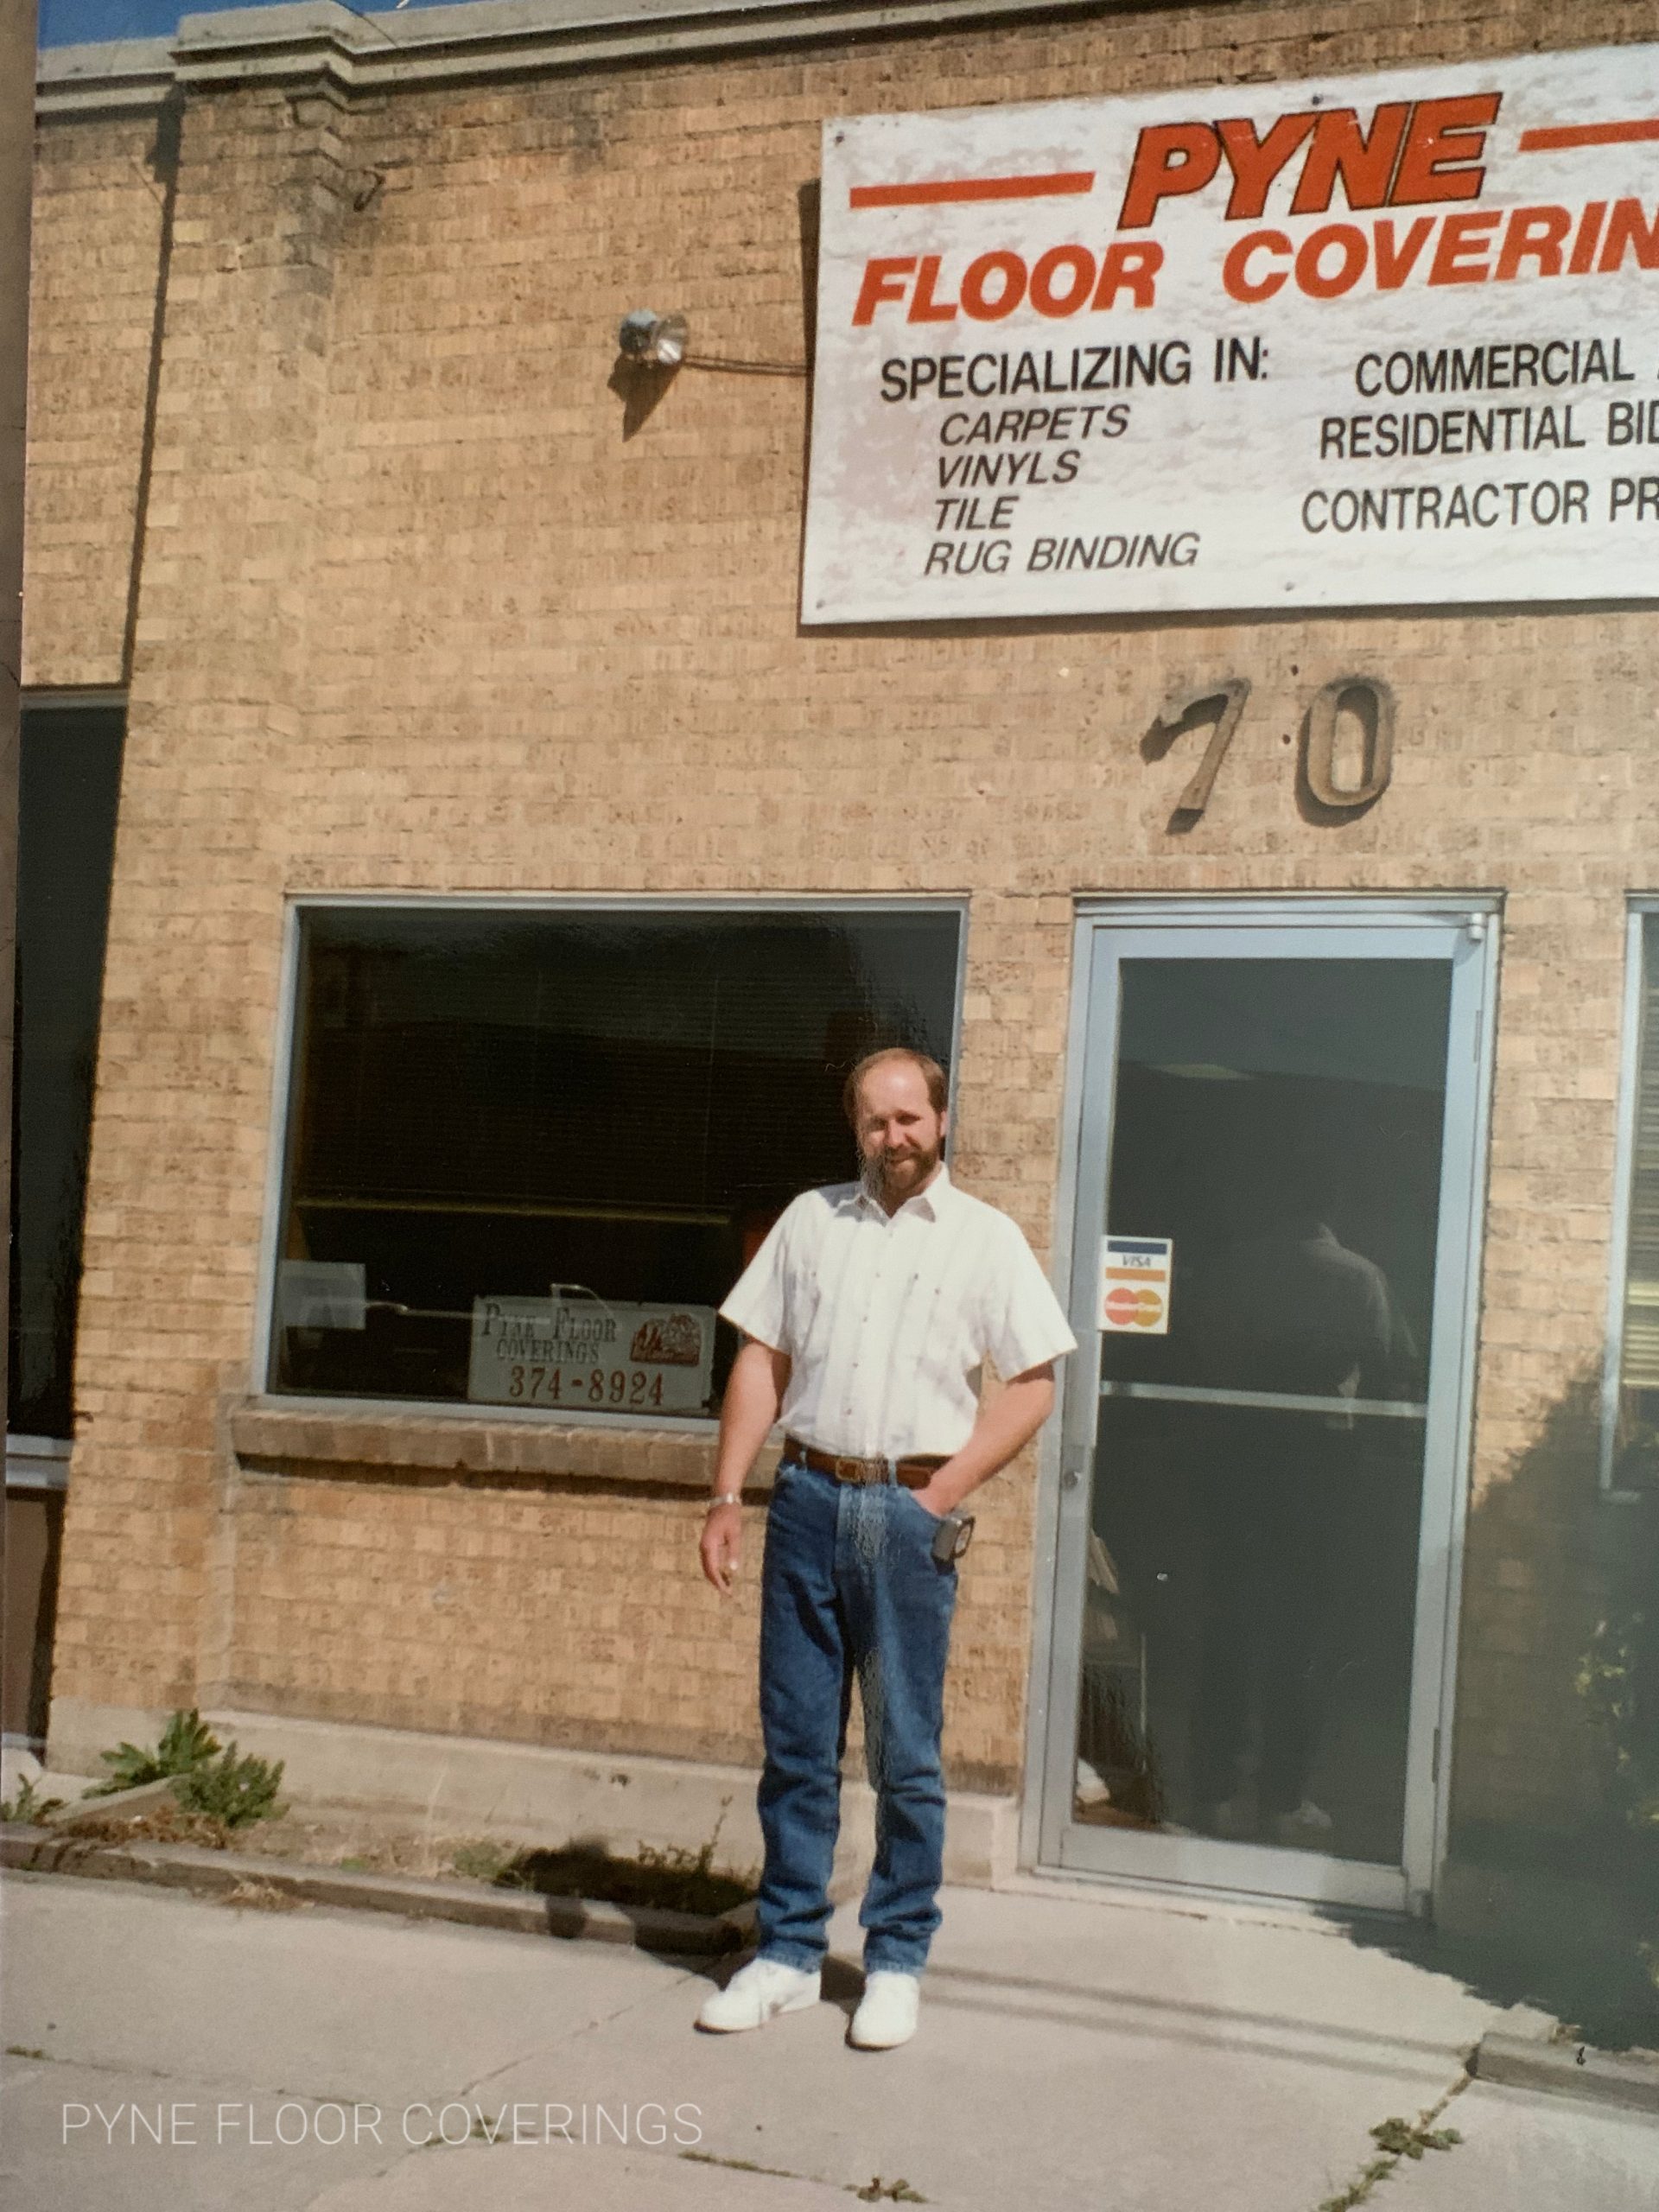 PYNE
FLOOR COVERIN
SPECIALIZING IN:
CARPETS
VINYLS
TILE
RUG BINDING
COMMERCIAL
RESIDENTIAL BID
CONTRACTOR PR
70
VISA
MasterCard
PYNE FLOOR
COVERINGS
374-8924
PYNE FLOOR COVERINGS